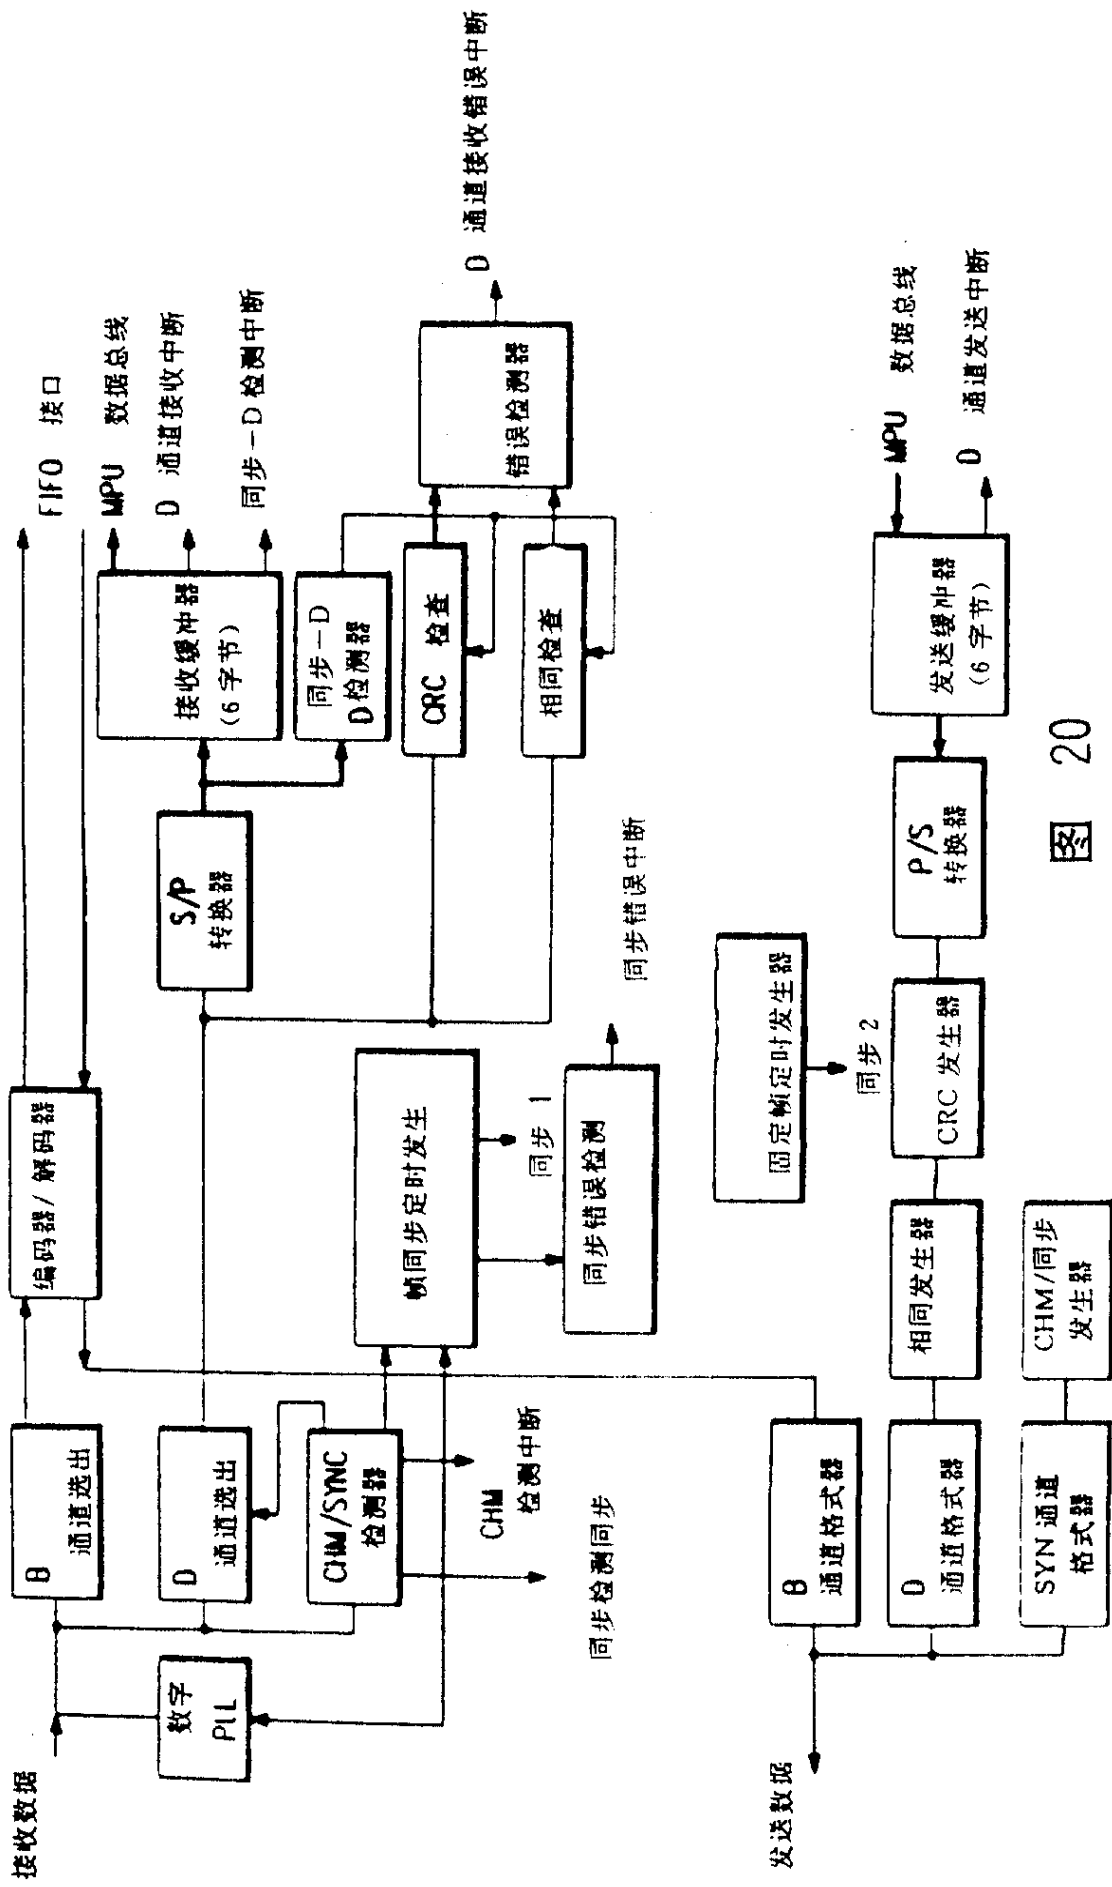 接收数据
数字
PLL
B
通道选出
D
通道选出
CHM/SYNC
检测器
同步检测同步
CHM
检测中断
编码器/解码器
帧同步定时发生
同步 1
同步错误检测
同步错误中断
S/P
转换器
接收缓冲器
(6字节)
同步-D
D检测器
CRC 检查
相同检查
错误检测器
FIFO 接口
MPU 数据总线
D 通道接收中断
同步-D检测中断
D 通道接收错误中断
发送数据
B
通道格式器
D
通道格式器
SYN 通道
格式器
相同发生器
CHM/同步
发生器
固定帧定时发生器
同步 2
CRC 发生器
P/S
转换器
发送缓冲器
(6字节)
MPU 数据总线
D 通道发送中断
图 20